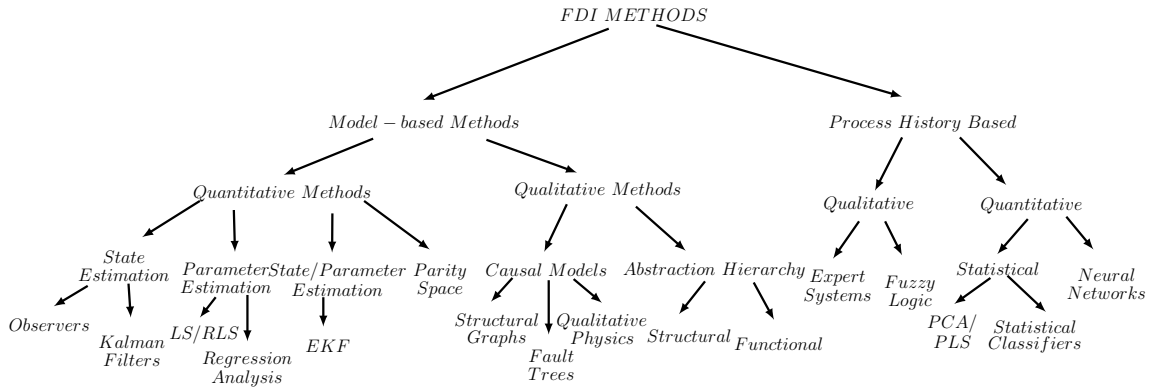 FDI METHODS
Model-based Methods
Process History Based
Quantitative Methods
Qualitative Methods
Qualitative
Quantitative
State
Estimation
Parameter
Estimation
State/Parameter
Estimation
Parity
Space
Causal Models
Abstraction Hierarchy
Expert
Systems
Fuzzy
Logic
Statistical
Neural
Networks
Observers
Kalman
Filters
LS/RLS
Regression
Analysis
EKF
Structural
Graphs
Fault
Trees
Qualitative
Physics
Structural
Functional
PCA/
PLS
Statistical
Classifiers